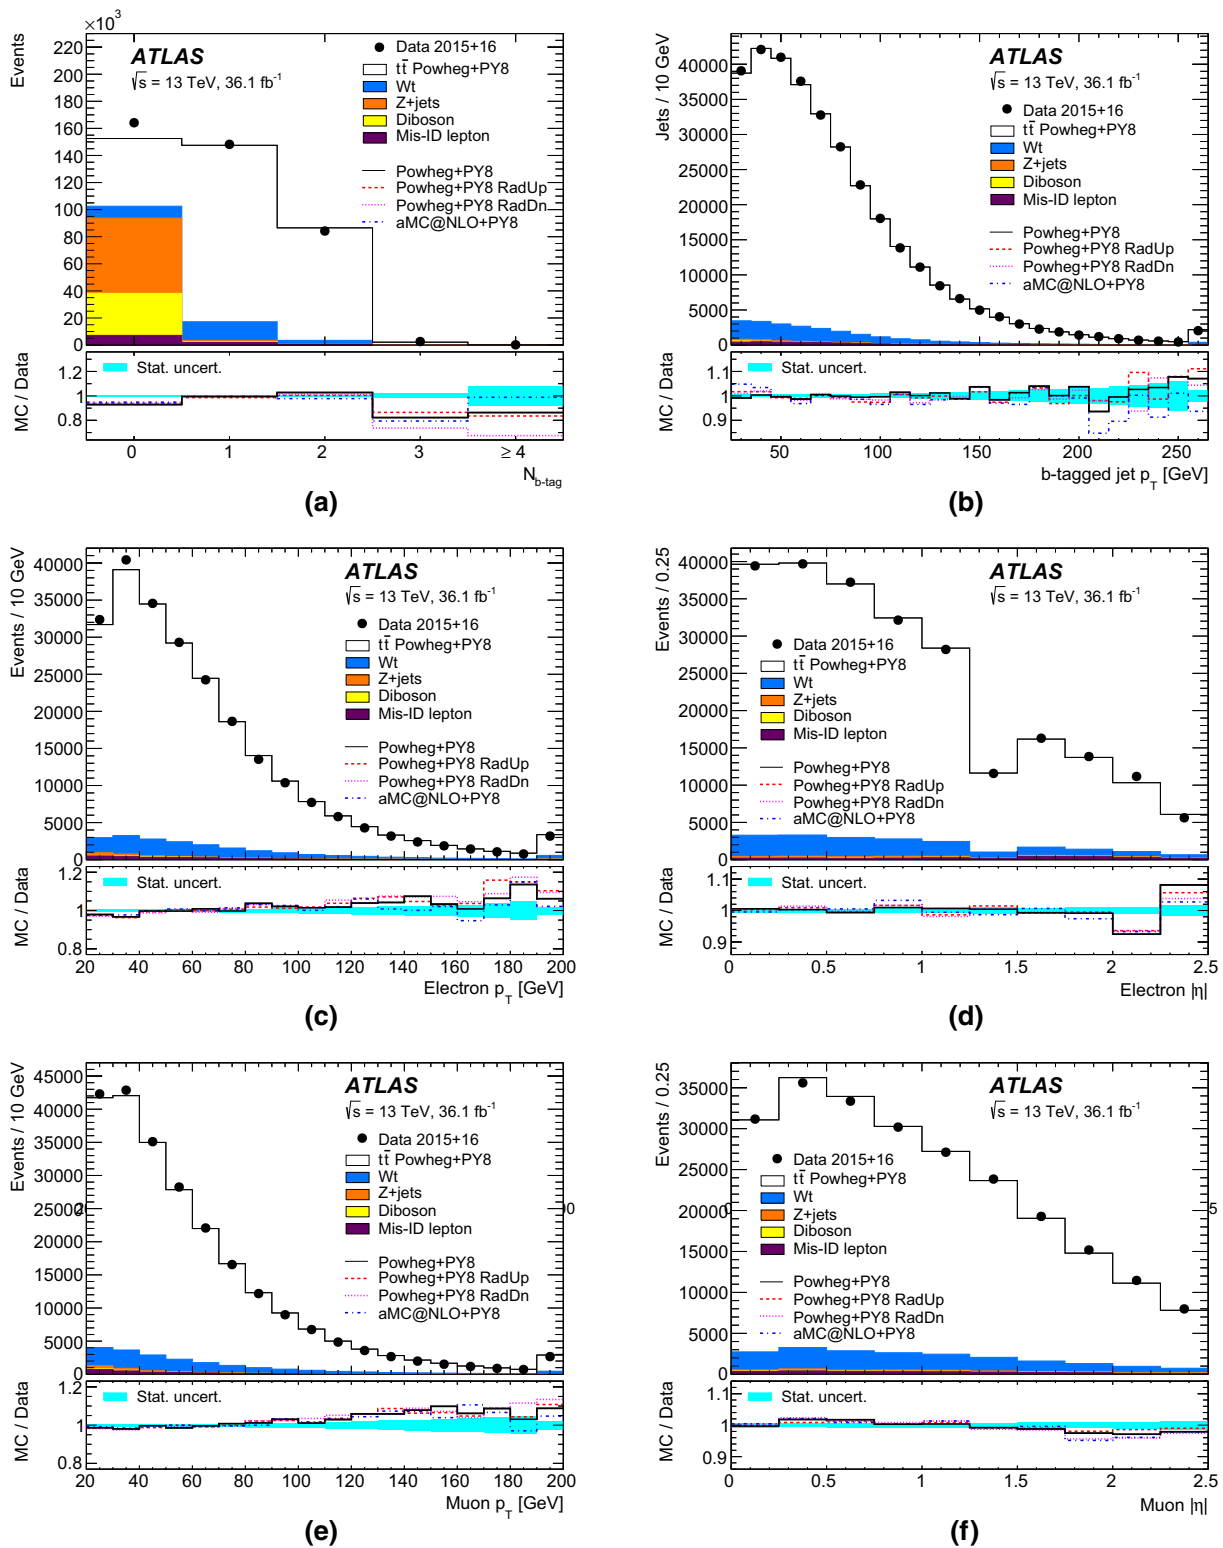 ×10³
Events
220
200
180
160
140
120
100
80
60
40
20
0
ATLAS
√s = 13 TeV, 36.1 fb⁻¹
Data 2015+16
tt̄ Powheg+PY8
Wt
Z+jets
Diboson
Mis-ID lepton
Powheg+PY8
Powheg+PY8 RadUp
Powheg+PY8 RadDn
aMC@NLO+PY8
MC / Data
1.2
1
0.8
Stat. uncert.
0 1 2 3 ≥ 4
N_b-tag
(a)
Jets / 10 GeV
40000
35000
30000
25000
20000
15000
10000
5000
0
ATLAS
√s = 13 TeV, 36.1 fb⁻¹
Data 2015+16
tt̄ Powheg+PY8
Wt
Z+jets
Diboson
Mis-ID lepton
Powheg+PY8
Powheg+PY8 RadUp
Powheg+PY8 RadDn
aMC@NLO+PY8
MC / Data
1.1
1
0.9
Stat. uncert.
50 100 150 200 250
b-tagged jet p_T [GeV]
(b)
Events / 10 GeV
40000
35000
30000
25000
20000
15000
10000
5000
0
ATLAS
√s = 13 TeV, 36.1 fb⁻¹
Data 2015+16
tt̄ Powheg+PY8
Wt
Z+jets
Diboson
Mis-ID lepton
Powheg+PY8
Powheg+PY8 RadUp
Powheg+PY8 RadDn
aMC@NLO+PY8
MC / Data
1.2
1
0.8
Stat. uncert.
20 40 60 80 100 120 140 160 180 200
Electron p_T [GeV]
(c)
Events / 0.25
40000
35000
30000
25000
20000
15000
10000
5000
0
ATLAS
√s = 13 TeV, 36.1 fb⁻¹
Data 2015+16
tt̄ Powheg+PY8
Wt
Z+jets
Diboson
Mis-ID lepton
Powheg+PY8
Powheg+PY8 RadUp
Powheg+PY8 RadDn
aMC@NLO+PY8
MC / Data
1.1
1
0.9
Stat. uncert.
0 0.5 1 1.5 2 2.5
Electron |η|
(d)
Events / 10 GeV
45000
40000
35000
30000
25000
20000
15000
10000
5000
0
ATLAS
√s = 13 TeV, 36.1 fb⁻¹
Data 2015+16
tt̄ Powheg+PY8
Wt
Z+jets
Diboson
Mis-ID lepton
Powheg+PY8
Powheg+PY8 RadUp
Powheg+PY8 RadDn
aMC@NLO+PY8
MC / Data
1.2
1
0.8
Stat. uncert.
20 40 60 80 100 120 140 160 180 200
Muon p_T [GeV]
(e)
Events / 0.25
35000
30000
25000
20000
15000
10000
5000
0
ATLAS
√s = 13 TeV, 36.1 fb⁻¹
Data 2015+16
tt̄ Powheg+PY8
Wt
Z+jets
Diboson
Mis-ID lepton
Powheg+PY8
Powheg+PY8 RadUp
Powheg+PY8 RadDn
aMC@NLO+PY8
MC / Data
1.1
1
0.9
Stat. uncert.
0 0.5 1 1.5 2 2.5
Muon |η|
(f)